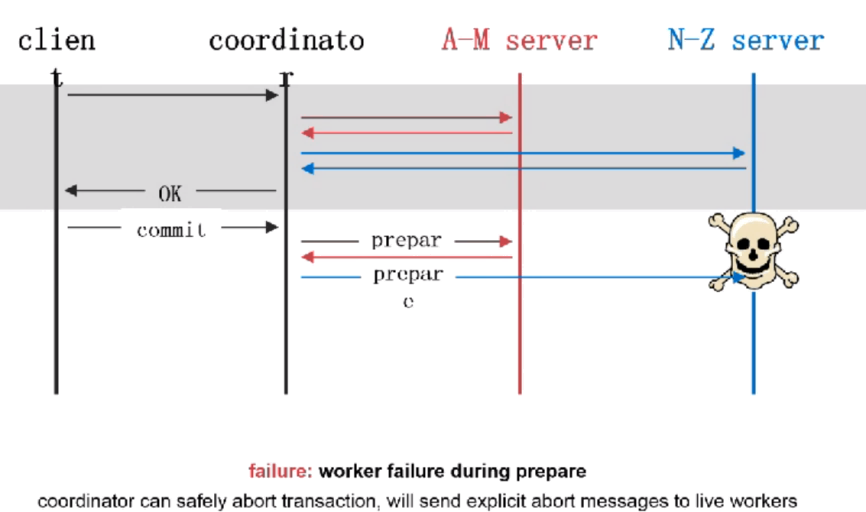 clien
t
coordinato
r
A-M server
N-Z server
OK
commit
prepar
prepar
e
failure: worker failure during prepare
coordinator can safely abort transaction, will send explicit abort messages to live workers